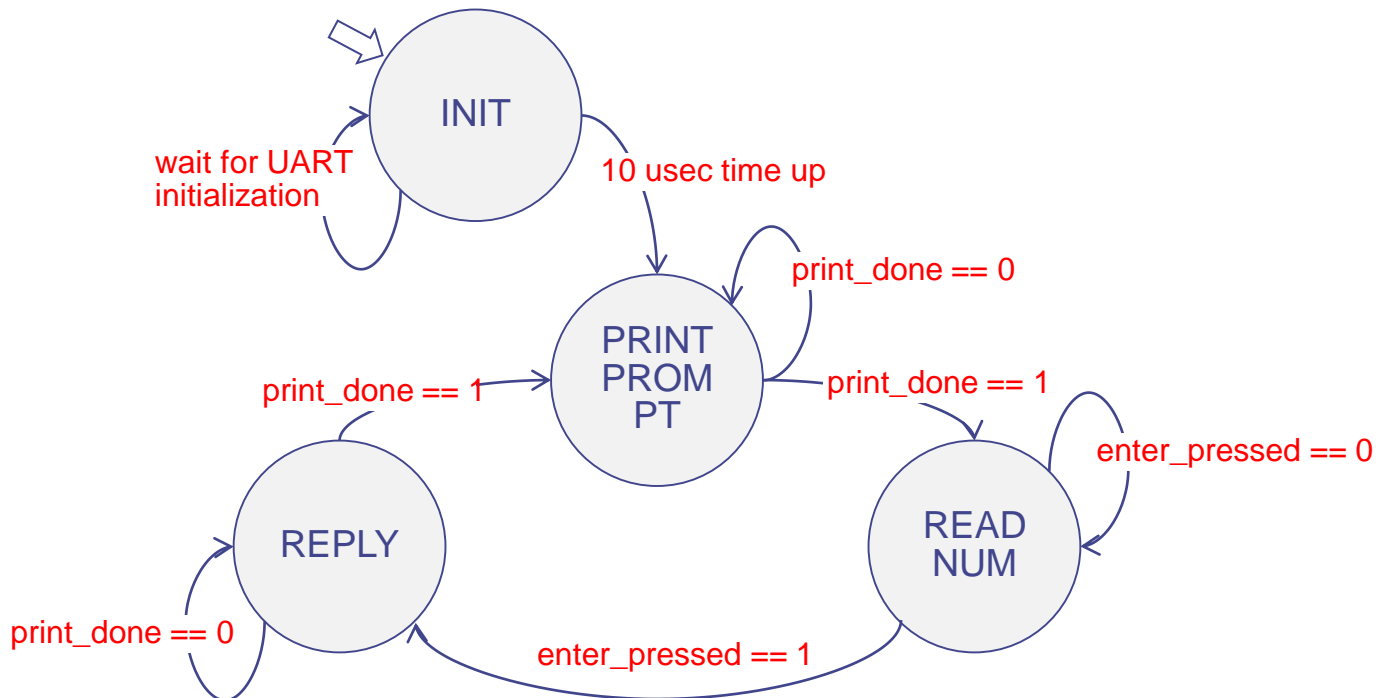 INIT
wait for UART
initialization
10 usec time up
print_done == 0
PRINT
PROM
PT
print_done == 1
print_done == 1
enter_pressed == 0
REPLY
READ
NUM
print_done == 0
enter_pressed == 1